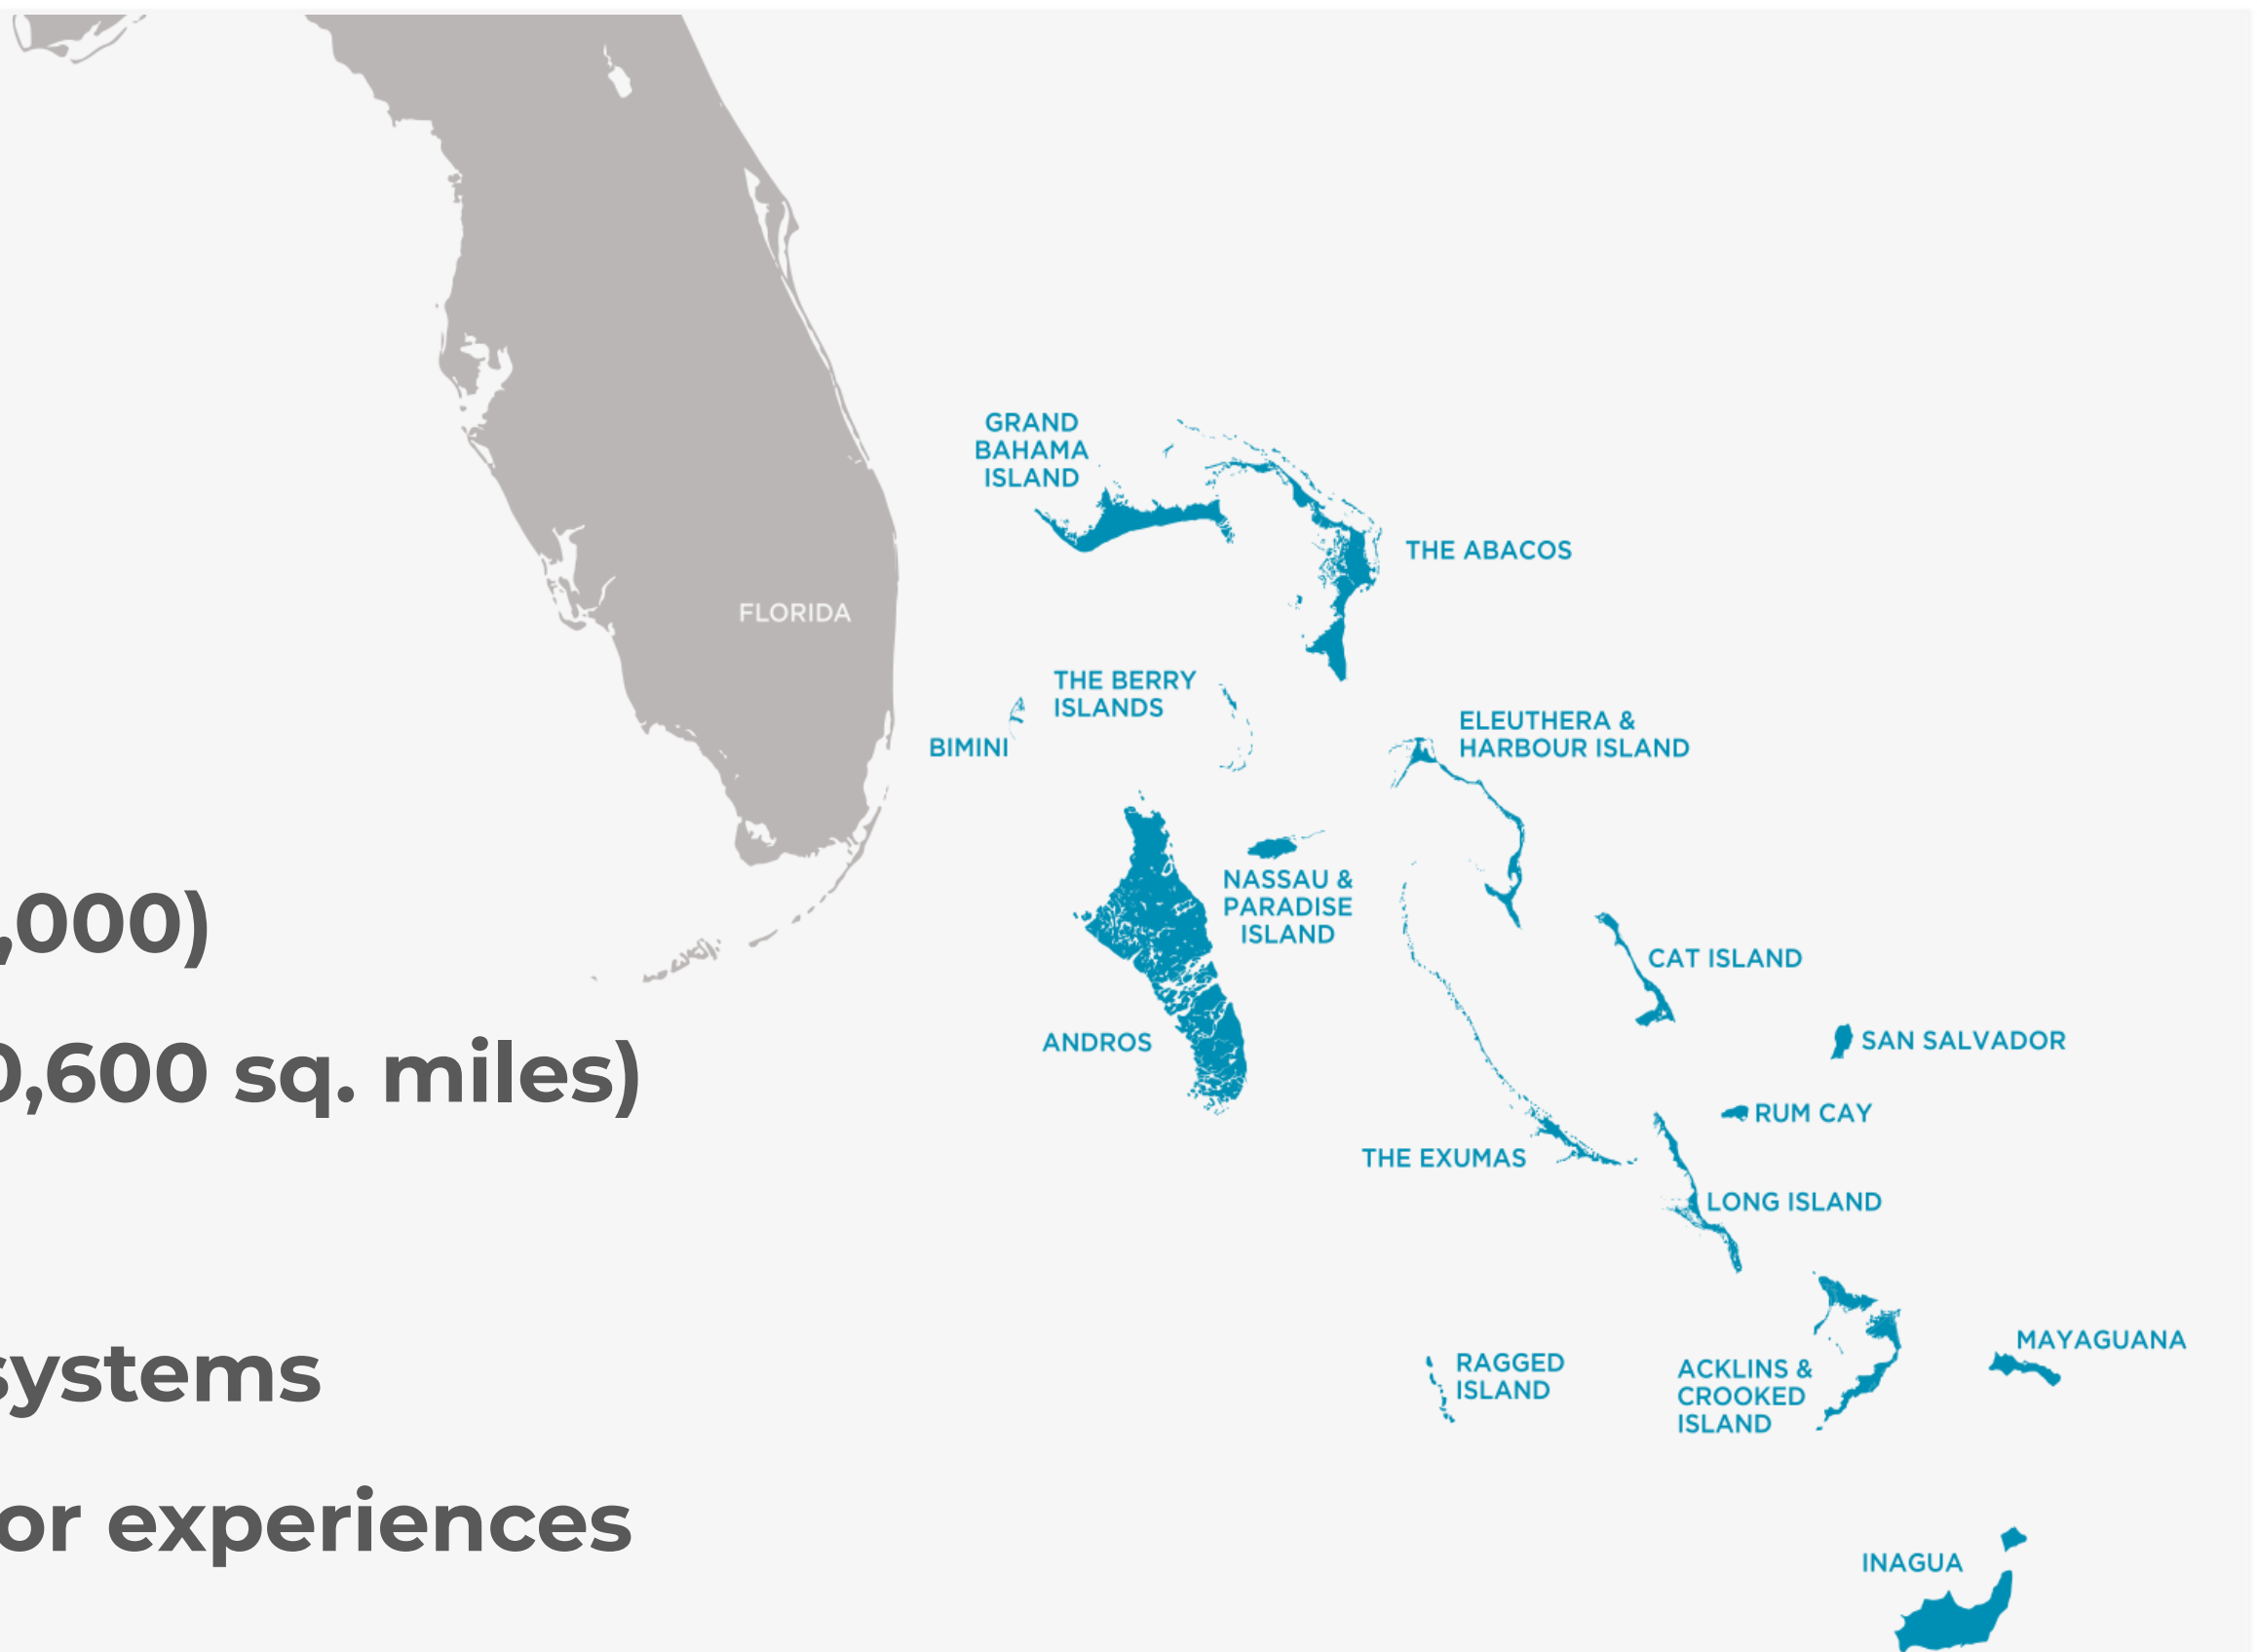 GRAND
BAHAMA
ISLAND
THE ABACOS
FLORIDA
THE BERRY
ISLANDS
BIMINI
ELEUTHERA &
HARBOUR ISLAND
NASSAU &
PARADISE
ISLAND
CAT ISLAND
ANDROS
SAN SALVADOR
RUM CAY
THE EXUMAS
LONG ISLAND
RAGGED
ISLAND
ACKLINS &
CROOKED
ISLAND
MAYAGUANA
INAGUA
,000)
0,600 sq. miles)
systems
or experiences